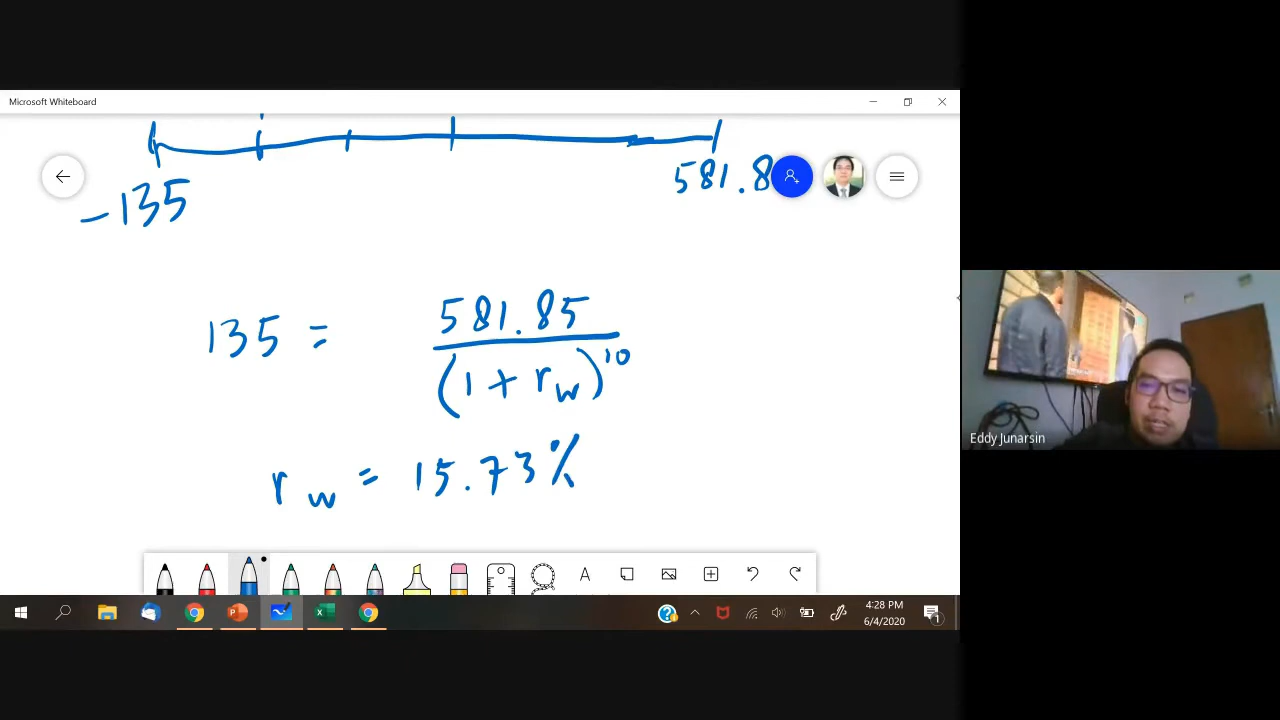 Microsoft Whiteboard
-135
581.8
135 = 581.85
(1 + rw)10
rw = 15.73%
Eddy Junarsin
A
4:28 PM
6/4/2020
1